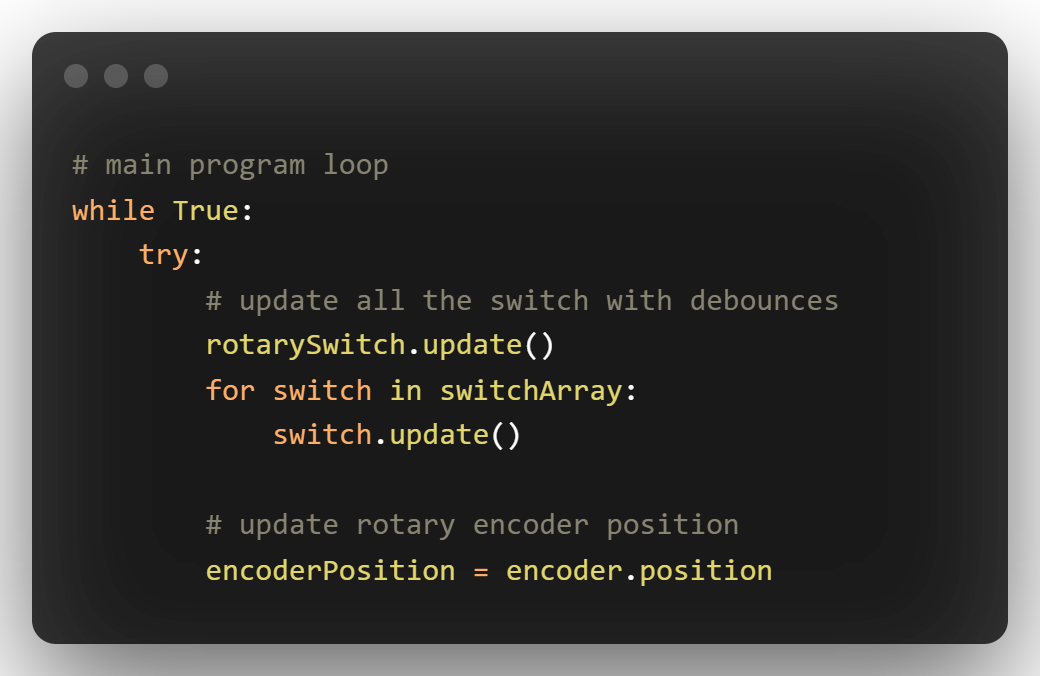 # main program loop
while True:
    try:
        # update all the switch with debounces
        rotarySwitch.update()
        for switch in switchArray:
            switch.update()

        # update rotary encoder position
        encoderPosition = encoder.position